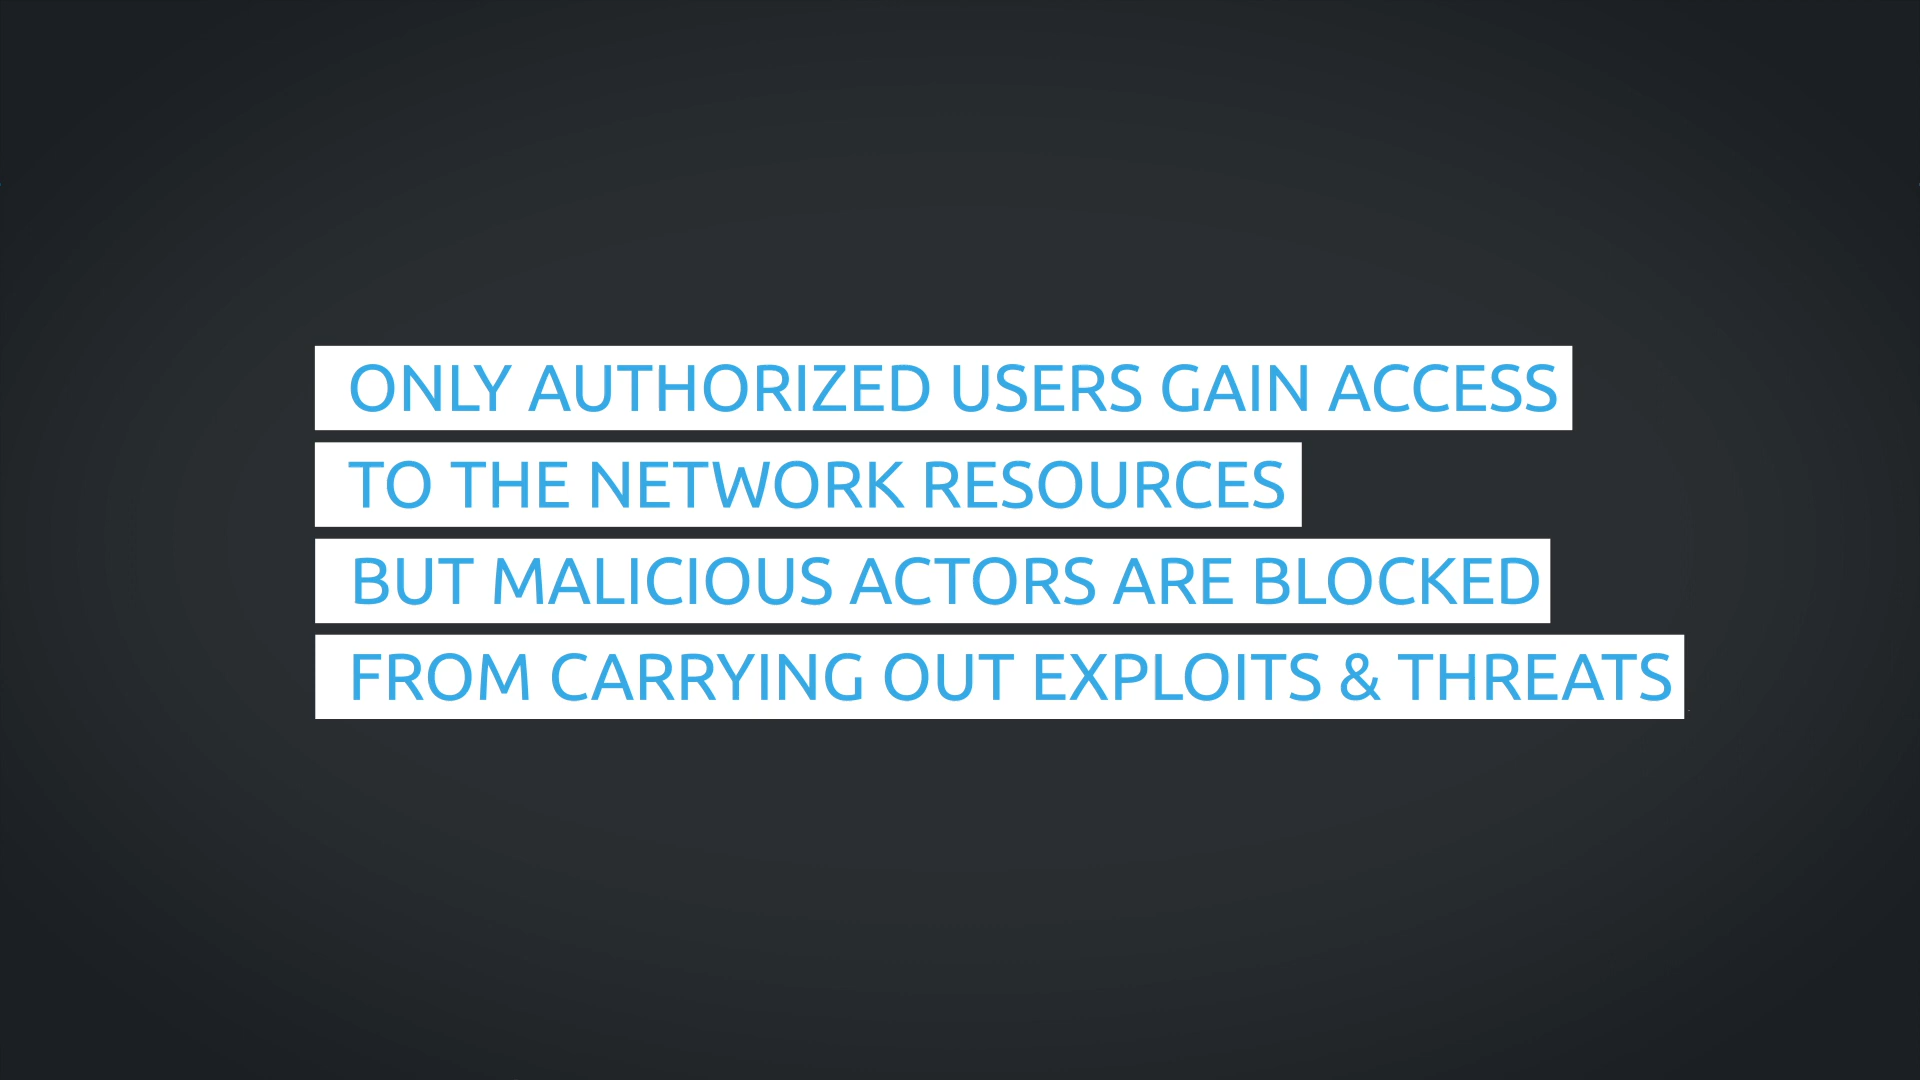 ONLY AUTHORIZED USERS GAIN ACCESS
TO THE NETWORK RESOURCES
BUT MALICIOUS ACTORS ARE BLOCKED
FROM CARRYING OUT EXPLOITS & THREATS